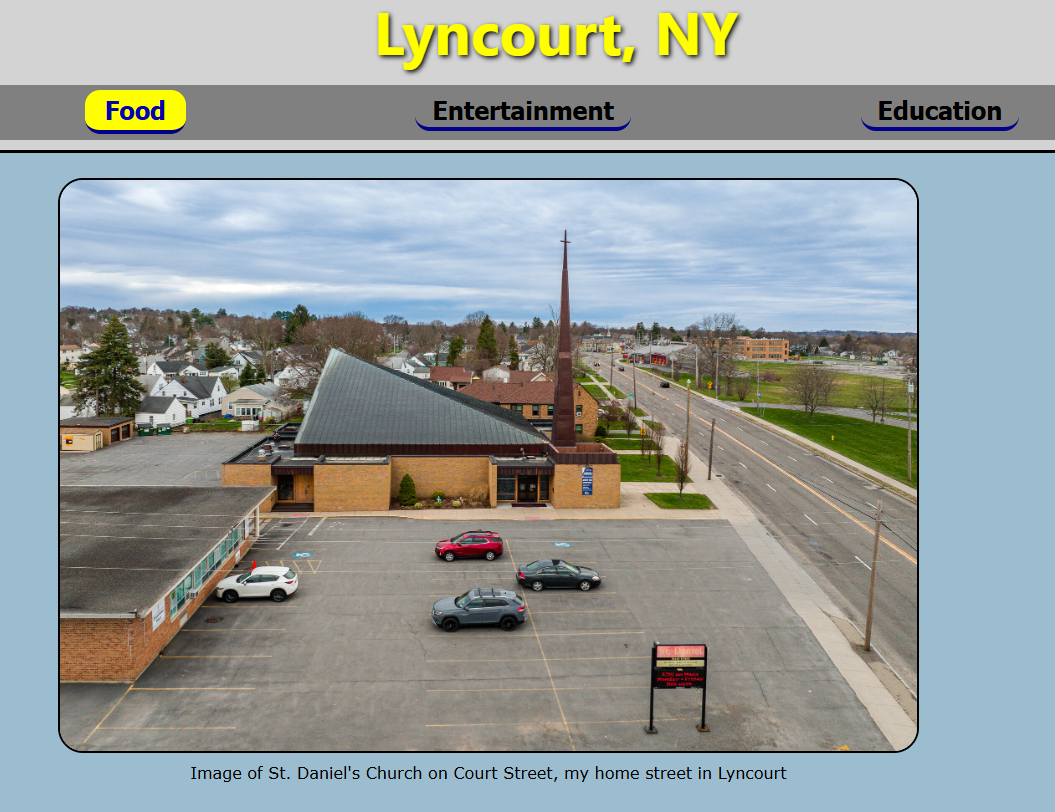 Lyncourt, NY
Food
Entertainment
Education
St. Daniel
Image of St. Daniel's Church on Court Street, my home street in Lyncourt